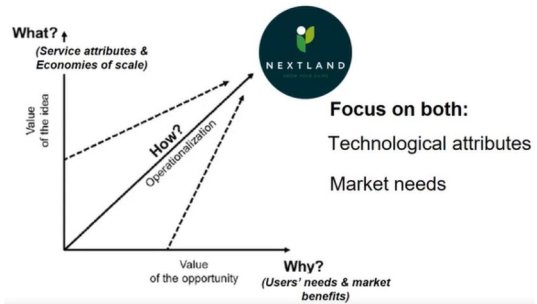 What?
(Service attributes &
Economies of scale)
Value
of the idea
How?
Operationalization
NEXTLAND
Focus on both:
Technological attributes
Market needs
Value
of the opportunity
Why?
(Users' needs & market
benefits)